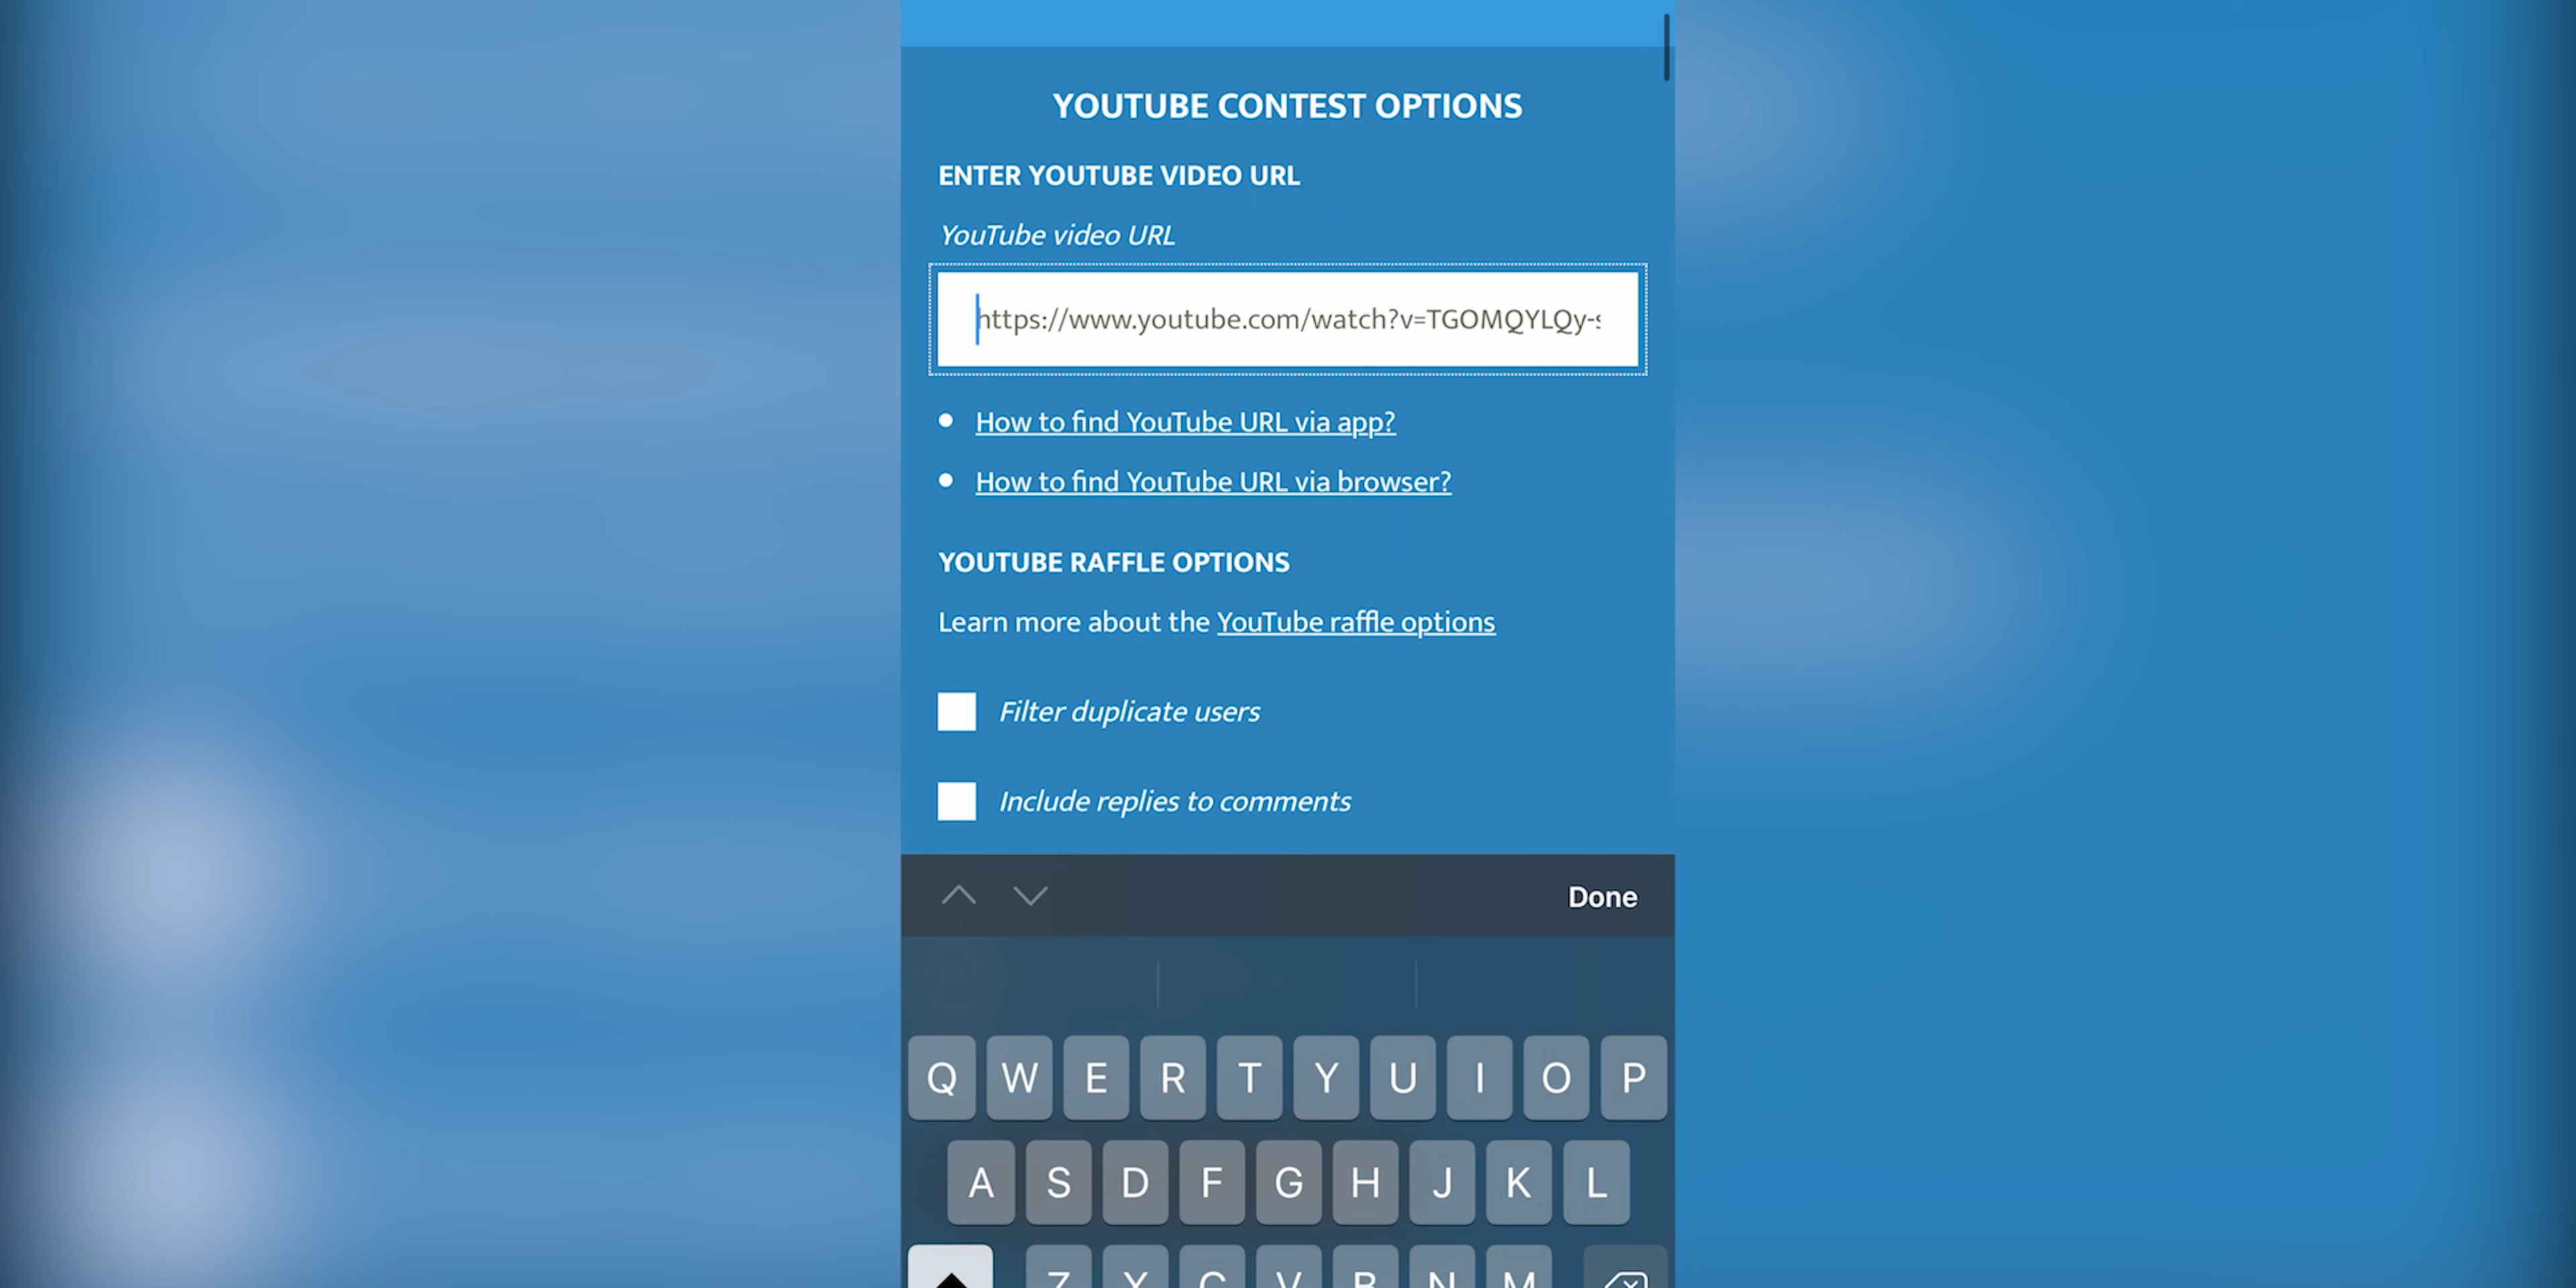 YOUTUBE CONTEST OPTIONS
ENTER YOUTUBE VIDEO URL
YouTube video URL
https://www.youtube.com/watch?v=TGOMQYLQy-s
How to find YouTube URL via app?
How to find YouTube URL via browser?
YOUTUBE RAFFLE OPTIONS
Learn more about the YouTube raffle options
Filter duplicate users
Include replies to comments
Done
Q W E R T Y U I O P
A S D F G H J K L
Z X C V B N M